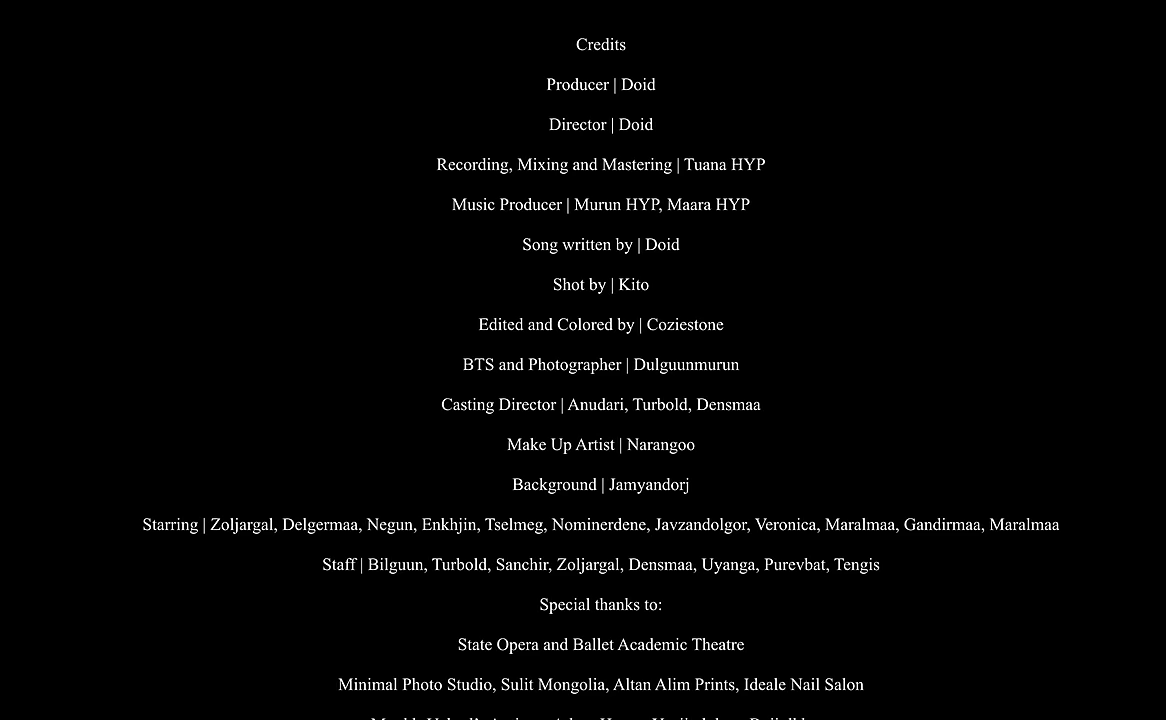 Credits
Producer | Doid
Director | Doid
Recording, Mixing and Mastering | Tuana HYP
Music Producer | Murun HYP, Maara HYP
Song written by | Doid
Shot by | Kito
Edited and Colored by | Coziestone
BTS and Photographer | Dulguunmurun
Casting Director | Anudari, Turbold, Densmaa
Make Up Artist | Narangoo
Background | Jamyandorj
Starring | Zoljargal, Delgermaa, Negun, Enkhjin, Tselmeg, Nominerdene, Javzandolgor, Veronica, Maralmaa, Gandirmaa, Maralmaa
Staff | Bilguun, Turbold, Sanchir, Zoljargal, Densmaa, Uyanga, Purevbat, Tengis
Special thanks to:
State Opera and Ballet Academic Theatre
Minimal Photo Studio, Sulit Mongolia, Altan Alim Prints, Ideale Nail Salon